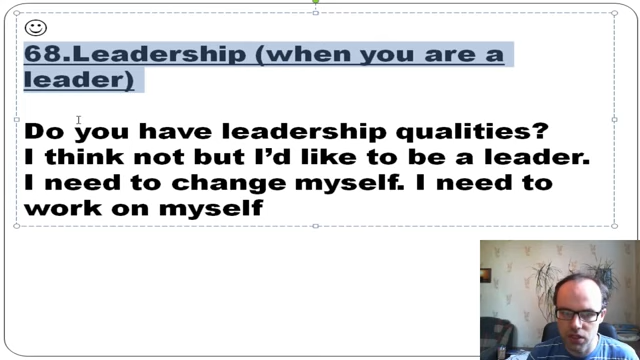 68.Leadership (when you are a
leader)
Do you have leadership qualities?
I think not but I'd like to be a leader.
I need to change myself. I need to
work on myself